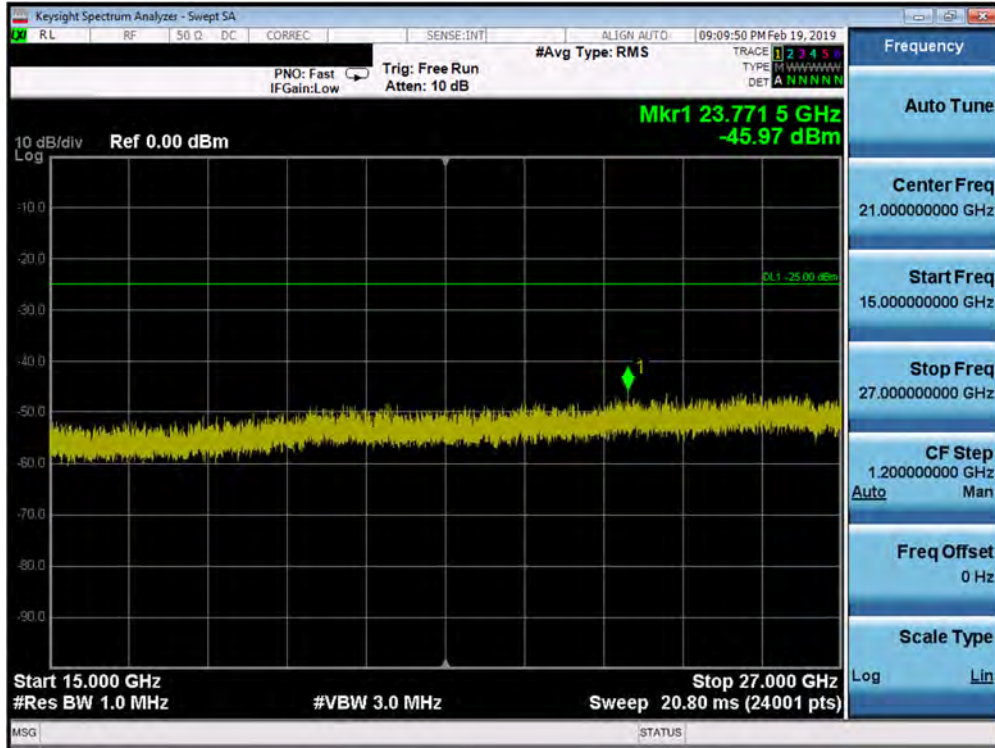 Keysight Spectrum Analyzer - Swept SA
LXI RL RF 50 Ω DC CORREC SENSE:INT ALIGN AUTO 09:09:50 PM Feb 19, 2019
#Avg Type: RMS
TRACE 1 2 3 4 5 6
TYPE M W W W W W
DET A N N N N N
PNO: Fast Trig: Free Run
IFGain:Low Atten: 10 dB
Mkr1 23.771 5 GHz
-45.97 dBm
10 dB/div Ref 0.00 dBm
Log
-10.0
-20.0
DL1 -25.00 dBm
-30.0
-40.0
1
-50.0
-60.0
-70.0
-80.0
-90.0
Start 15.000 GHz Stop 27.000 GHz
#Res BW 1.0 MHz #VBW 3.0 MHz Sweep 20.80 ms (24001 pts)
MSG STATUS
Frequency
Auto Tune
Center Freq
21.000000000 GHz
Start Freq
15.000000000 GHz
Stop Freq
27.000000000 GHz
CF Step
1.200000000 GHz
Auto Man
Freq Offset
0 Hz
Scale Type
Log Lin